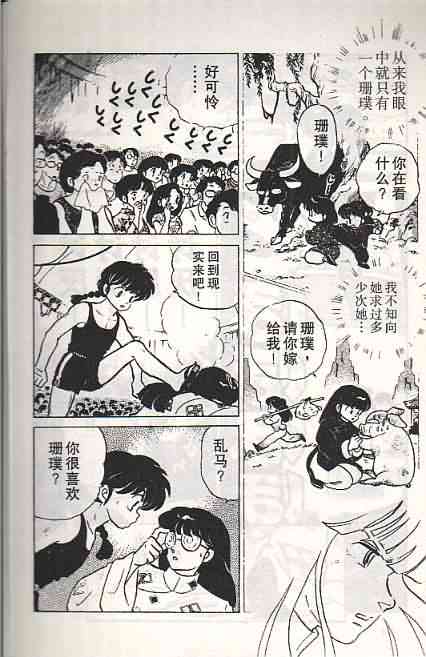 从来我眼
中就只有
一个珊璞。
珊璞！
你在看
什么？
我不知向
她求过多
少次她…
珊璞，
请你嫁
给我！
好可怜
……
回到现
实来吧！
乱马？
你很喜欢
珊璞？